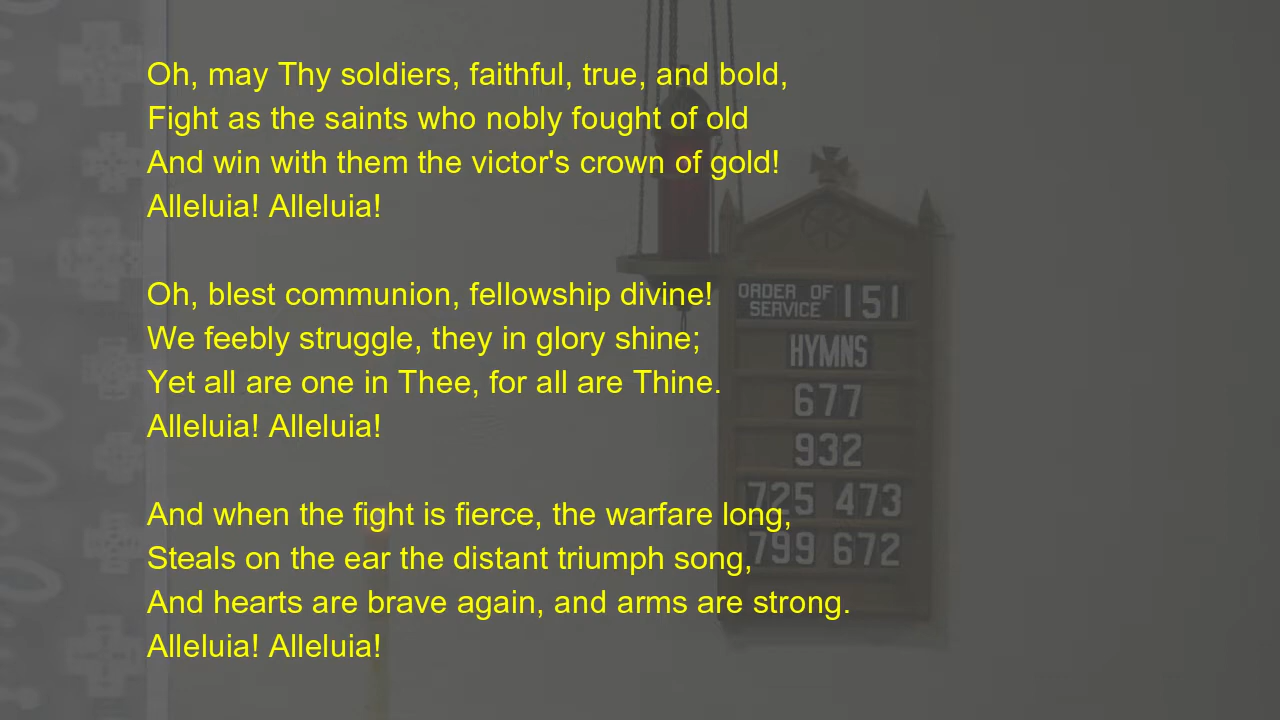 Oh, may Thy soldiers, faithful, true, and bold,
Fight as the saints who nobly fought of old
And win with them the victor's crown of gold!
Alleluia! Alleluia!
Oh, blest communion, fellowship divine!
We feebly struggle, they in glory shine;
Yet all are one in Thee, for all are Thine.
Alleluia! Alleluia!
And when the fight is fierce, the warfare long,
Steals on the ear the distant triumph song,
And hearts are brave again, and arms are strong.
Alleluia! Alleluia!
ORDER OF SERVICE 151
HYMNS
677
932
725 473
799 672